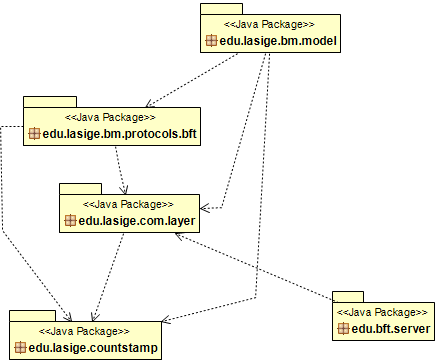 <<Java Package>>
edu.lasige.bm.model
<<Java Package>>
edu.lasige.bm.protocols.bft
<<Java Package>>
edu.lasige.com.layer
<<Java Package>>
edu.bft.server
<<Java Package>>
edu.lasige.countstamp